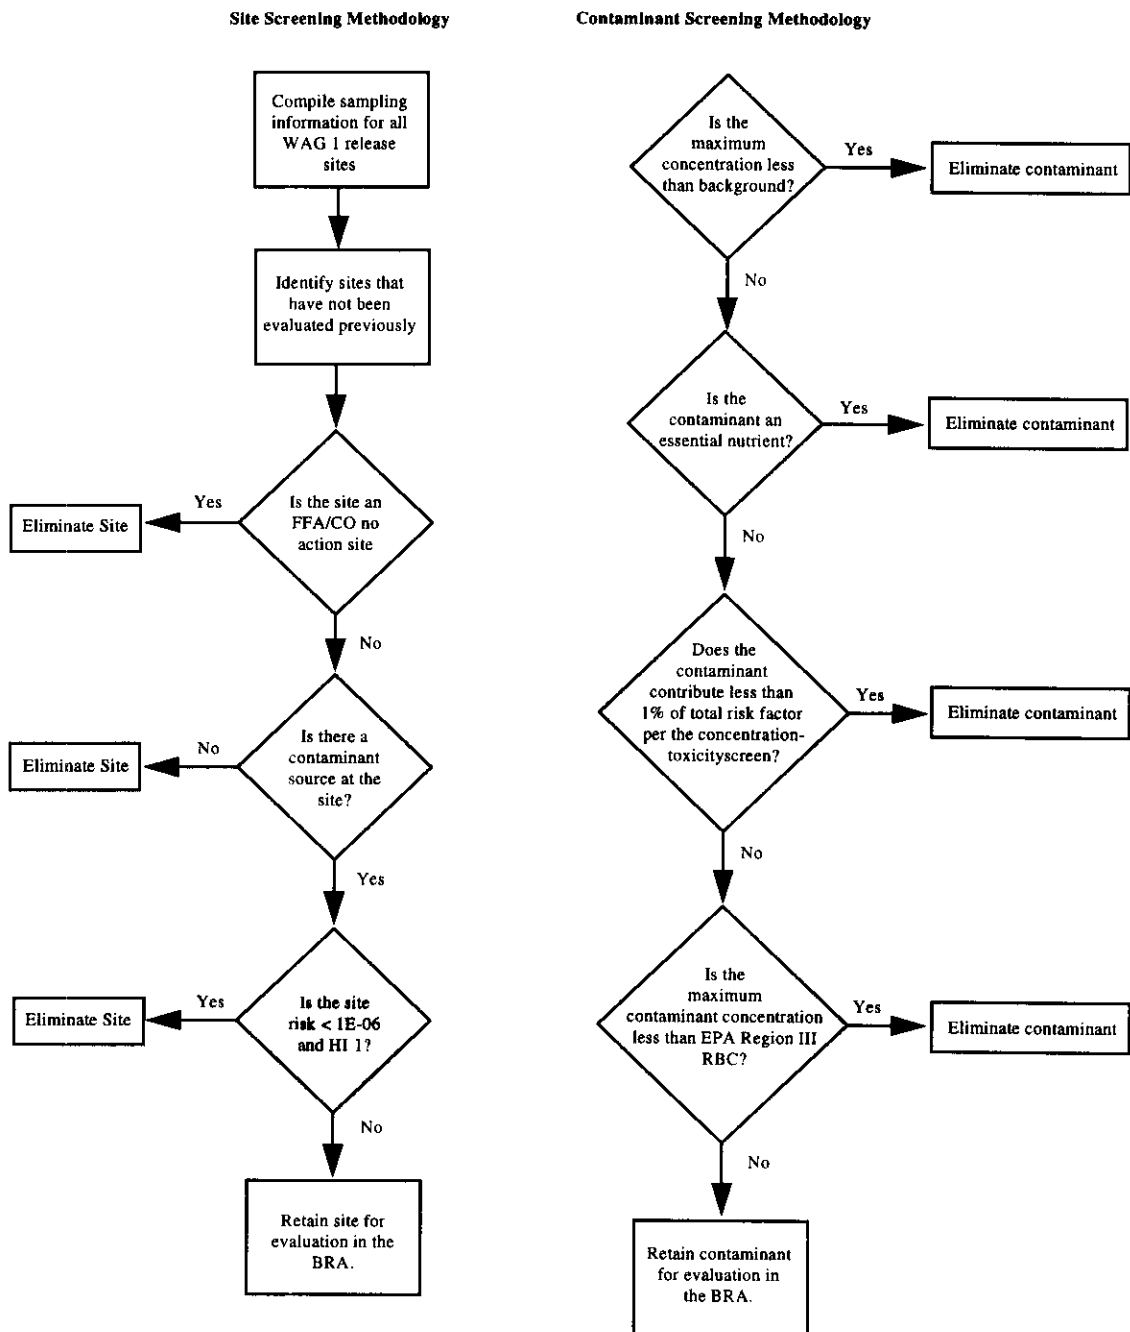 Site Screening Methodology
Compile sampling
information for all
WAG 1 release
sites
Identify sites that
have not been
evaluated previously
Is the site an
FFA/CO no
action site
Yes
Eliminate Site
No
Is there a
contaminant
source at the
site?
No
Eliminate Site
Yes
Is the site
risk < 1E-06
and HI 1?
Yes
Eliminate Site
No
Retain site for
evaluation in the
BRA.
Contaminant Screening Methodology
Is the
maximum
concentration less
than background?
Yes
Eliminate contaminant
No
Is the
contaminant an
essential nutrient?
Yes
Eliminate contaminant
No
Does the
contaminant
contribute less than
1% of total risk factor
per the concentration-
toxicityscreen?
Yes
Eliminate contaminant
No
Is the
maximum
contaminant concentration
less than EPA Region III
RBC?
Yes
Eliminate contaminant
No
Retain contaminant
for evaluation in
the BRA.